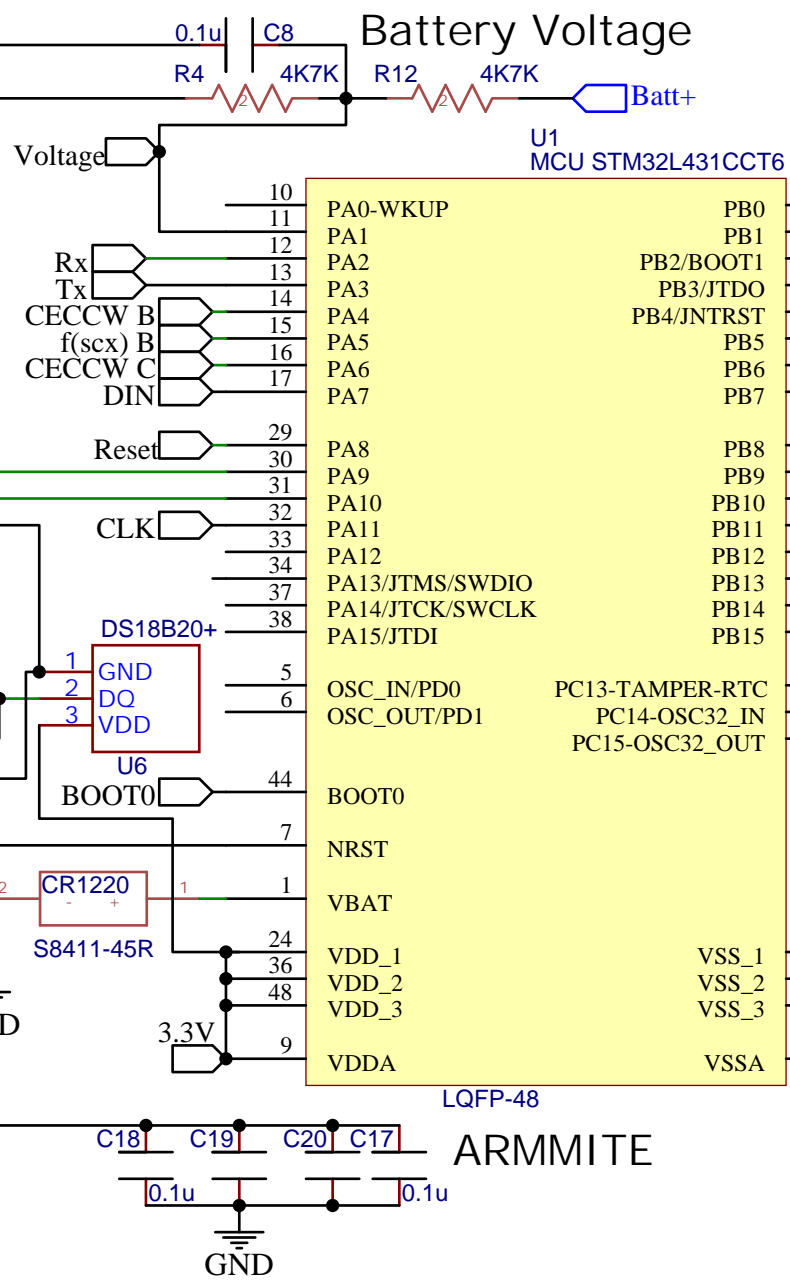 Battery Voltage
0.1u C8
R4 4K7K R12 4K7K
2 2
Batt+
Voltage
U1
MCU STM32L431CCT6
10 PA0-WKUP PB0
11 PA1 PB1
Rx 12 PA2 PB2/BOOT1
Tx 13 PA3 PB3/JTDO
CECCW B 14 PA4 PB4/JNTRST
f(scx) B 15 PA5 PB5
CECCW C 16 PA6 PB6
DIN 17 PA7 PB7
Reset 29 PA8 PB8
30 PA9 PB9
31 PA10 PB10
CLK 32 PA11 PB11
33 PA12 PB12
34 PA13/JTMS/SWDIO PB13
37 PA14/JTCK/SWCLK PB14
38 PA15/JTDI PB15
DS18B20+
1 GND
2 DQ
3 VDD
U6
5 OSC_IN/PD0 PC13-TAMPER-RTC
6 OSC_OUT/PD1 PC14-OSC32_IN
PC15-OSC32_OUT
BOOT0 44 BOOT0
7 NRST
2 CR1220 1 1 VBAT
- +
S8411-45R
24 VDD_1 VSS_1
36 VDD_2 VSS_2
48 VDD_3 VSS_3
D
3.3V 9 VDDA VSSA
LQFP-48
C18 C19 C20 C17 ARMMITE
0.1u 0.1u
GND